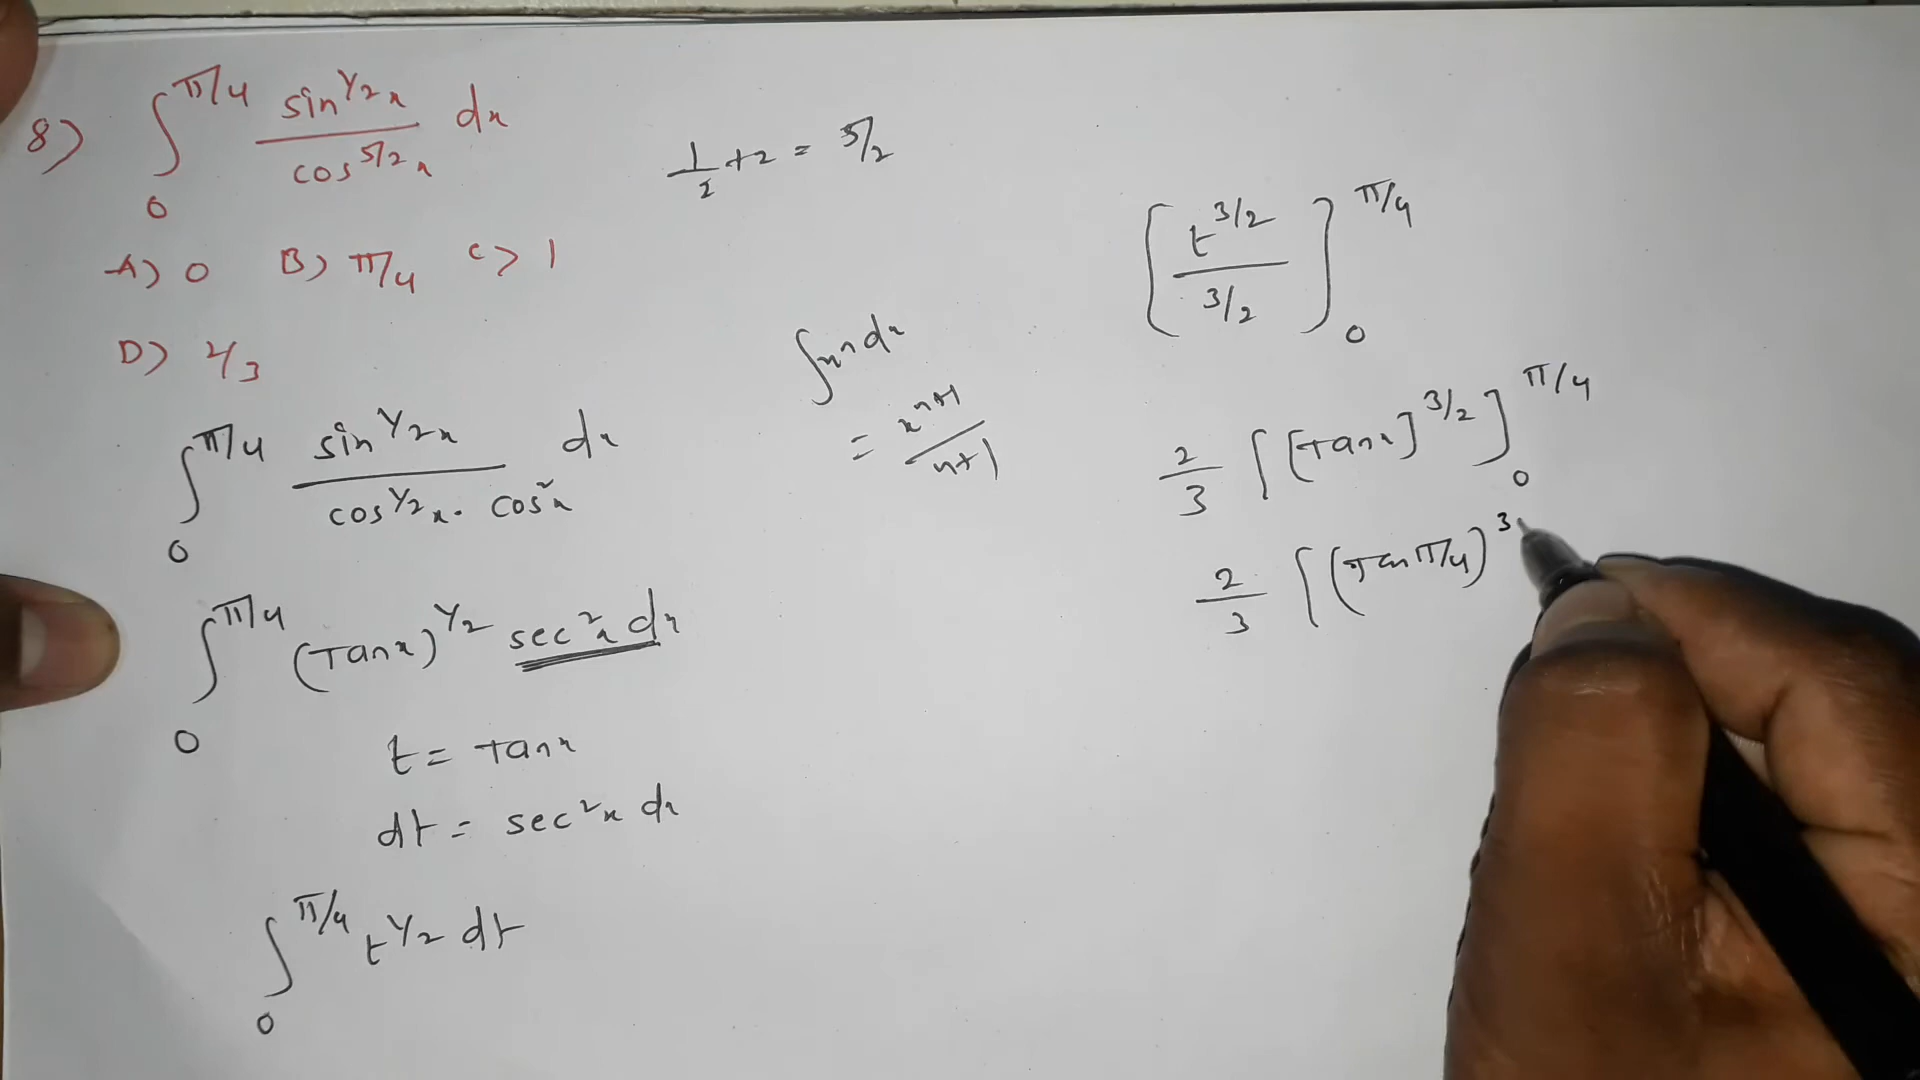 8) ∫₀^π/4 sin^1/2 x / cos^5/2 x dx
A) 0 B) π/4 c) 1
D) 2/3
∫₀^π/4 sin^1/2 x / cos^1/2 x . cos²x dx
∫₀^π/4 (Tanx)^1/2 sec²x dx
t = Tanx
dt = sec²x dx
∫₀^π/4 t^1/2 dt
1/2 + 2 = 5/2
∫xⁿdx
= x^n+1 / n+1
[t^3/2 / 3/2]₀^π/4
2/3 [[Tanx]^3/2]₀^π/4
2/3 [(Tan π/4)^3